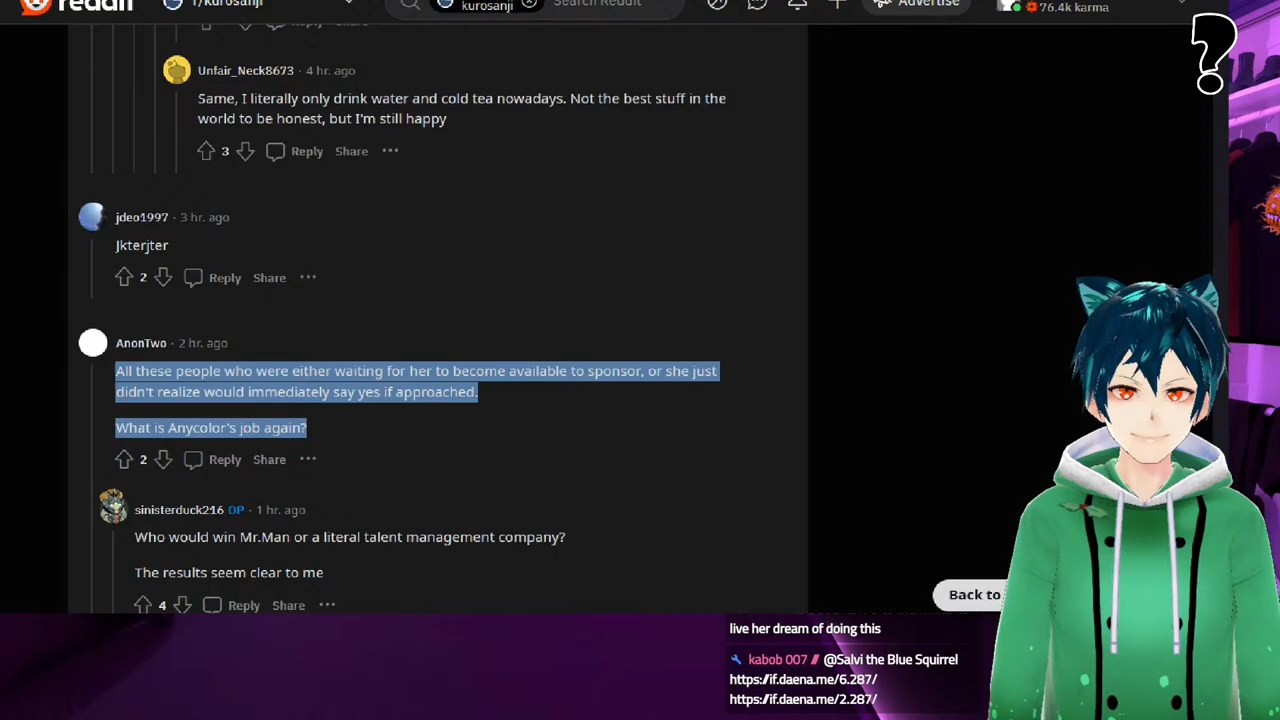 reddit
r/kurosanji
kurosanji
Search Reddit
Advertise
76.4k karma
Reply Share
Unfair_Neck8673 · 4 hr. ago
Same, I literally only drink water and cold tea nowadays. Not the best stuff in the
world to be honest, but I'm still happy
3 Reply Share ···
jdeo1997 · 3 hr. ago
Jkterjter
2 Reply Share ···
AnonTwo · 2 hr. ago
All these people who were either waiting for her to become available to sponsor, or she just
didn't realize would immediately say yes if approached.
What is Anycolor's job again?
2 Reply Share ···
sinisterduck216 OP · 1 hr. ago
Who would win Mr.Man or a literal talent management company?
The results seem clear to me
4 Reply Share ···
Back to
live her dream of doing this
kabob 007 // @Salvi the Blue Squirrel
https://if.daena.me/6.287/
https://if.daena.me/2.287/
?